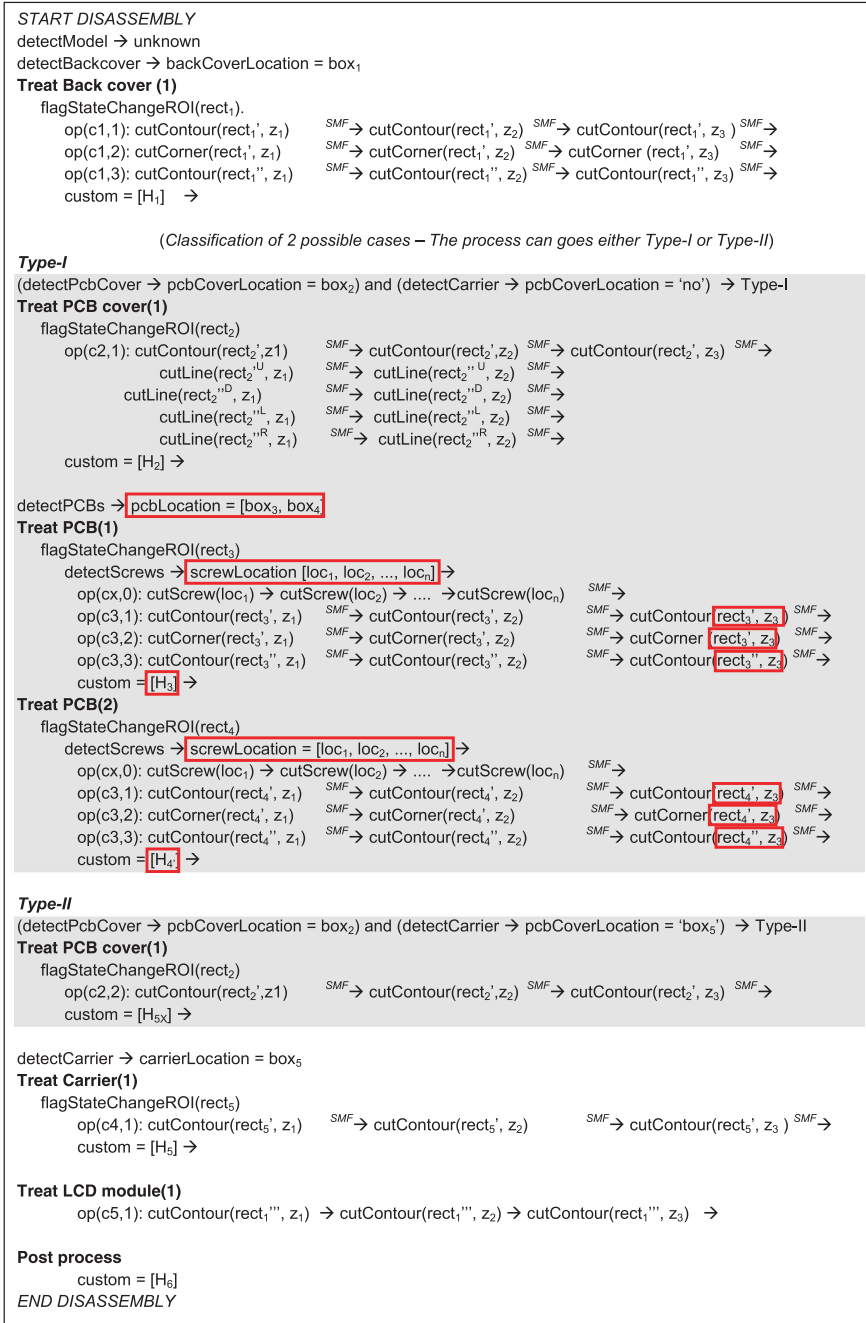 START DISASSEMBLY
detectModel → unknown
detectBackcover → backCoverLocation = box₁
Treat Back cover (1)
flagStateChangeROI(rect₁).
op(c1,1): cutContour(rect₁', z₁) SMF→ cutContour(rect₁', z₂) SMF→ cutContour(rect₁', z₃ ) SMF→
op(c1,2): cutCorner(rect₁', z₁) SMF→ cutCorner(rect₁', z₂) SMF→ cutCorner (rect₁', z₃) SMF→
op(c1,3): cutContour(rect₁'', z₁) SMF→ cutContour(rect₁'', z₂) SMF→ cutContour(rect₁'', z₃) SMF→
custom = [H₁] →
(Classification of 2 possible cases – The process can goes either Type-I or Type-II)
Type-I
(detectPcbCover → pcbCoverLocation = box₂) and (detectCarrier → pcbCoverLocation = 'no') → Type-I
Treat PCB cover(1)
flagStateChangeROI(rect₂)
op(c2,1): cutContour(rect₂',z1) SMF→ cutContour(rect₂',z₂) SMF→ cutContour(rect₂', z₃) SMF→
cutLine(rect₂'ᵁ, z₁) SMF→ cutLine(rect₂'' ᵁ, z₂) SMF→
cutLine(rect₂''ᴰ, z₁) SMF→ cutLine(rect₂''ᴰ, z₂) SMF→
cutLine(rect₂''ᴸ, z₁) SMF→ cutLine(rect₂''ᴸ, z₂) SMF→
cutLine(rect₂''ᴿ, z₁) SMF→ cutLine(rect₂''ᴿ, z₂) SMF→
custom = [H₂] →
detectPCBs → pcbLocation = [box₃, box₄]
Treat PCB(1)
flagStateChangeROI(rect₃)
detectScrews → screwLocation [loc₁, loc₂, ..., locₙ] →
op(cx,0): cutScrew(loc₁) → cutScrew(loc₂) → .... →cutScrew(locₙ) SMF→
op(c3,1): cutContour(rect₃', z₁) SMF→ cutContour(rect₃', z₂) SMF→ cutContour(rect₃', z₃ ) SMF→
op(c3,2): cutCorner(rect₃', z₁) SMF→ cutCorner(rect₃', z₂) SMF→ cutCorner (rect₃', z₃) SMF→
op(c3,3): cutContour(rect₃'', z₁) SMF→ cutContour(rect₃'', z₂) SMF→ cutContour(rect₃'', z₃) SMF→
custom = [H₃] →
Treat PCB(2)
flagStateChangeROI(rect₄)
detectScrews → screwLocation = [loc₁, loc₂, ..., locₙ] →
op(cx,0): cutScrew(loc₁) → cutScrew(loc₂) → .... →cutScrew(locₙ) SMF→
op(c3,1): cutContour(rect₄', z₁) SMF→ cutContour(rect₄', z₂) SMF→ cutContour(rect₄', z₃) SMF→
op(c3,2): cutCorner(rect₄', z₁) SMF→ cutCorner(rect₄', z₂) SMF→ cutCorner(rect₄', z₃) SMF→
op(c3,3): cutContour(rect₄'', z₁) SMF→ cutContour(rect₄'', z₂) SMF→ cutContour(rect₄'', z₃) SMF→
custom = [H₄'] →
Type-II
(detectPcbCover → pcbCoverLocation = box₂) and (detectCarrier → pcbCoverLocation = 'box₅') → Type-II
Treat PCB cover(1)
flagStateChangeROI(rect₂)
op(c2,2): cutContour(rect₂',z1) SMF→ cutContour(rect₂',z₂) SMF→ cutContour(rect₂', z₃) SMF→
custom = [H₅ₓ] →
detectCarrier → carrierLocation = box₅
Treat Carrier(1)
flagStateChangeROI(rect₅)
op(c4,1): cutContour(rect₅', z₁) SMF→ cutContour(rect₅', z₂) SMF→ cutContour(rect₅', z₃ ) SMF→
custom = [H₅] →
Treat LCD module(1)
op(c5,1): cutContour(rect₁''', z₁) → cutContour(rect₁''', z₂) → cutContour(rect₁''', z₃) →
Post process
custom = [H₆]
END DISASSEMBLY